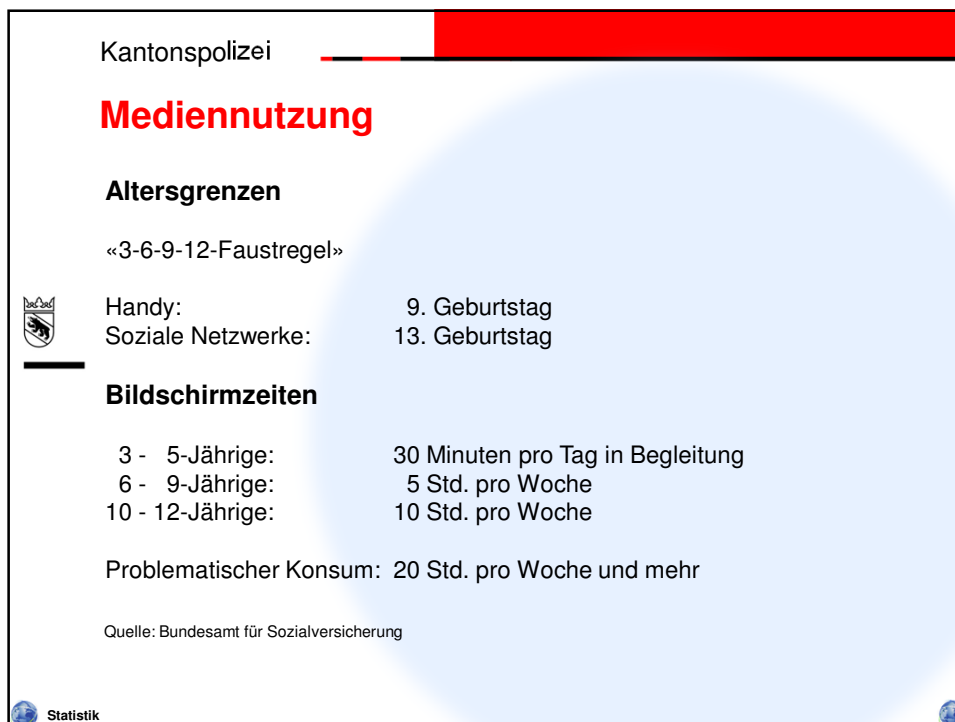 Kantonspolizei
Mediennutzung
Altersgrenzen
«3-6-9-12-Faustregel»
Handy: 9. Geburtstag
Soziale Netzwerke: 13. Geburtstag
Bildschirmzeiten
3 - 5-Jährige: 30 Minuten pro Tag in Begleitung
6 - 9-Jährige: 5 Std. pro Woche
10 - 12-Jährige: 10 Std. pro Woche
Problematischer Konsum: 20 Std. pro Woche und mehr
Quelle: Bundesamt für Sozialversicherung
Statistik